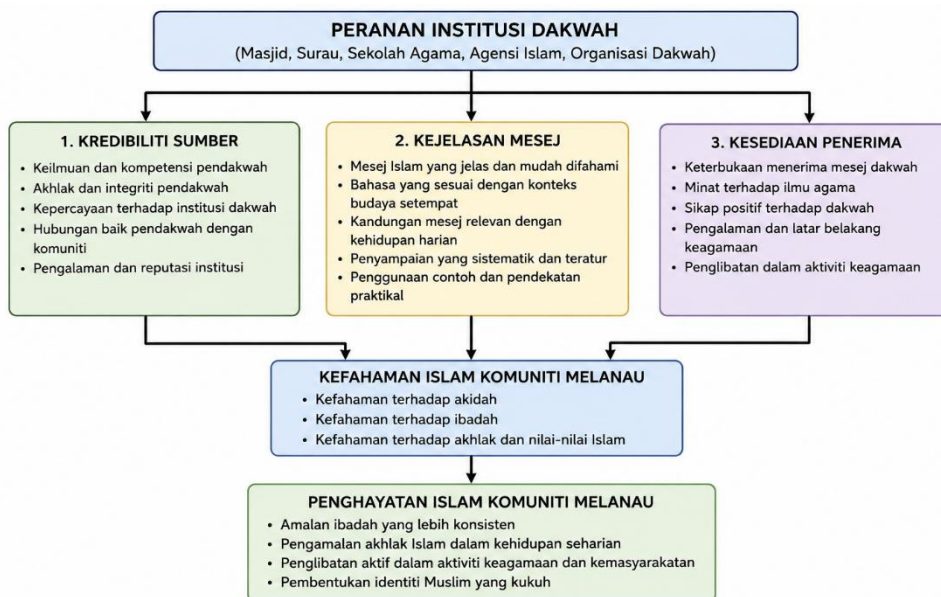 PERANAN INSTITUSI DAKWAH
(Masjid, Surau, Sekolah Agama, Agensi Islam, Organisasi Dakwah)
1. KREDIBILITI SUMBER
• Keilmuan dan kompetensi pendakwah
• Akhlak dan integriti pendakwah
• Kepercayaan terhadap institusi dakwah
• Hubungan baik pendakwah dengan
komuniti
• Pengalaman dan reputasi institusi
2. KEJELASAN MESEJ
• Mesej Islam yang jelas dan mudah difahami
• Bahasa yang sesuai dengan konteks
budaya setempat
• Kandungan mesej relevan dengan
kehidupan harian
• Penyampaian yang sistematik dan teratur
• Penggunaan contoh dan pendekatan
praktikal
3. KESEDIAAN PENERIMA
• Keterbukaan menerima mesej dakwah
• Minat terhadap ilmu agama
• Sikap positif terhadap dakwah
• Pengalaman dan latar belakang
keagamaan
• Penglibatan dalam aktiviti keagamaan
KEFAHAMAN ISLAM KOMUNITI MELANAU
• Kefahaman terhadap akidah
• Kefahaman terhadap ibadah
• Kefahaman terhadap akhlak dan nilai-nilai Islam
PENGHAYATAN ISLAM KOMUNITI MELANAU
• Amalan ibadah yang lebih konsisten
• Pengamalan akhlak Islam dalam kehidupan seharian
• Penglibatan aktif dalam aktiviti keagamaan dan kemasyarakatan
• Pembentukan identiti Muslim yang kukuh